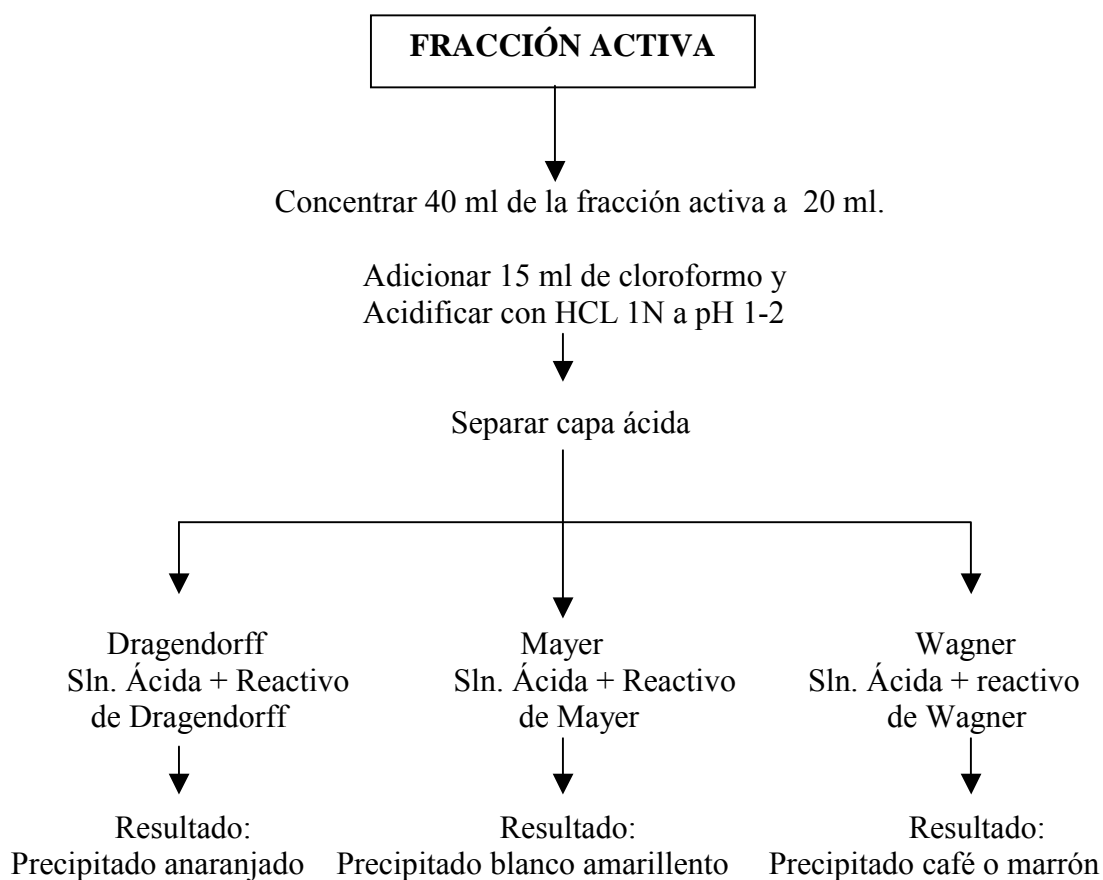 FRACCIÓN ACTIVA
Concentrar 40 ml de la fracción activa a 20 ml.
Adicionar 15 ml de cloroformo y
Acidificar con HCL 1N a pH 1-2
Separar capa ácida
Dragendorff
Sln. Ácida + Reactivo
de Dragendorff
Resultado:
Precipitado anaranjado
Mayer
Sln. Ácida + Reactivo
de Mayer
Resultado:
Precipitado blanco amarillento
Wagner
Sln. Ácida + reactivo
de Wagner
Resultado:
Precipitado café o marrón